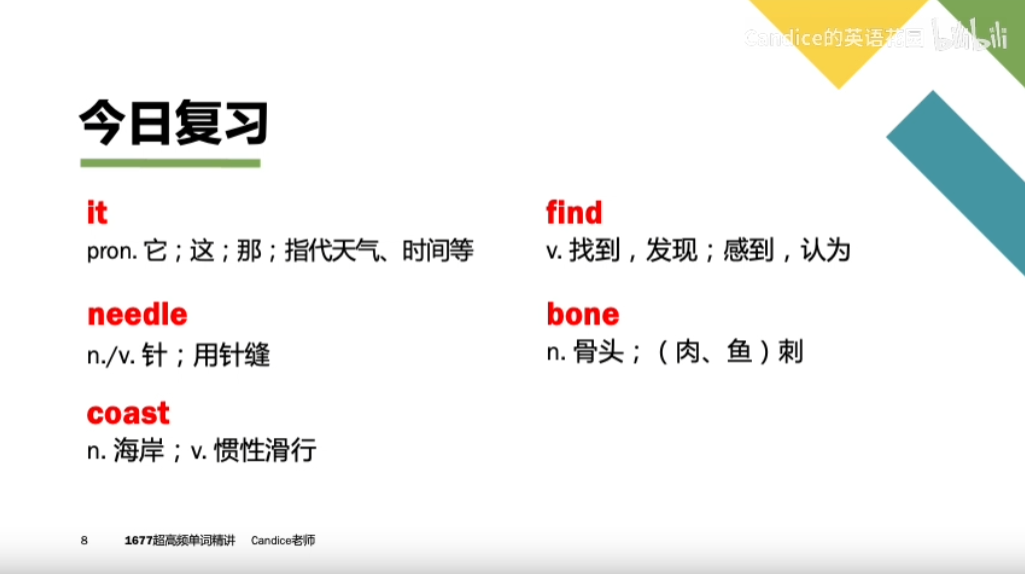 Candice的英语花园 bilibili
今日复习
it
pron. 它；这；那；指代天气、时间等
needle
n./v. 针；用针缝
coast
n. 海岸；v. 惯性滑行
find
v. 找到，发现；感到，认为
bone
n. 骨头；（肉、鱼）刺
8 1677超高频单词精讲 Candice老师